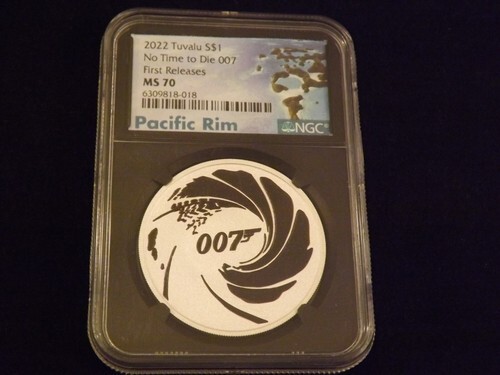 2022 Tuvalu S$1
No Time to Die 007
First Releases
MS 70
6309818-018
Pacific Rim
NGC
007